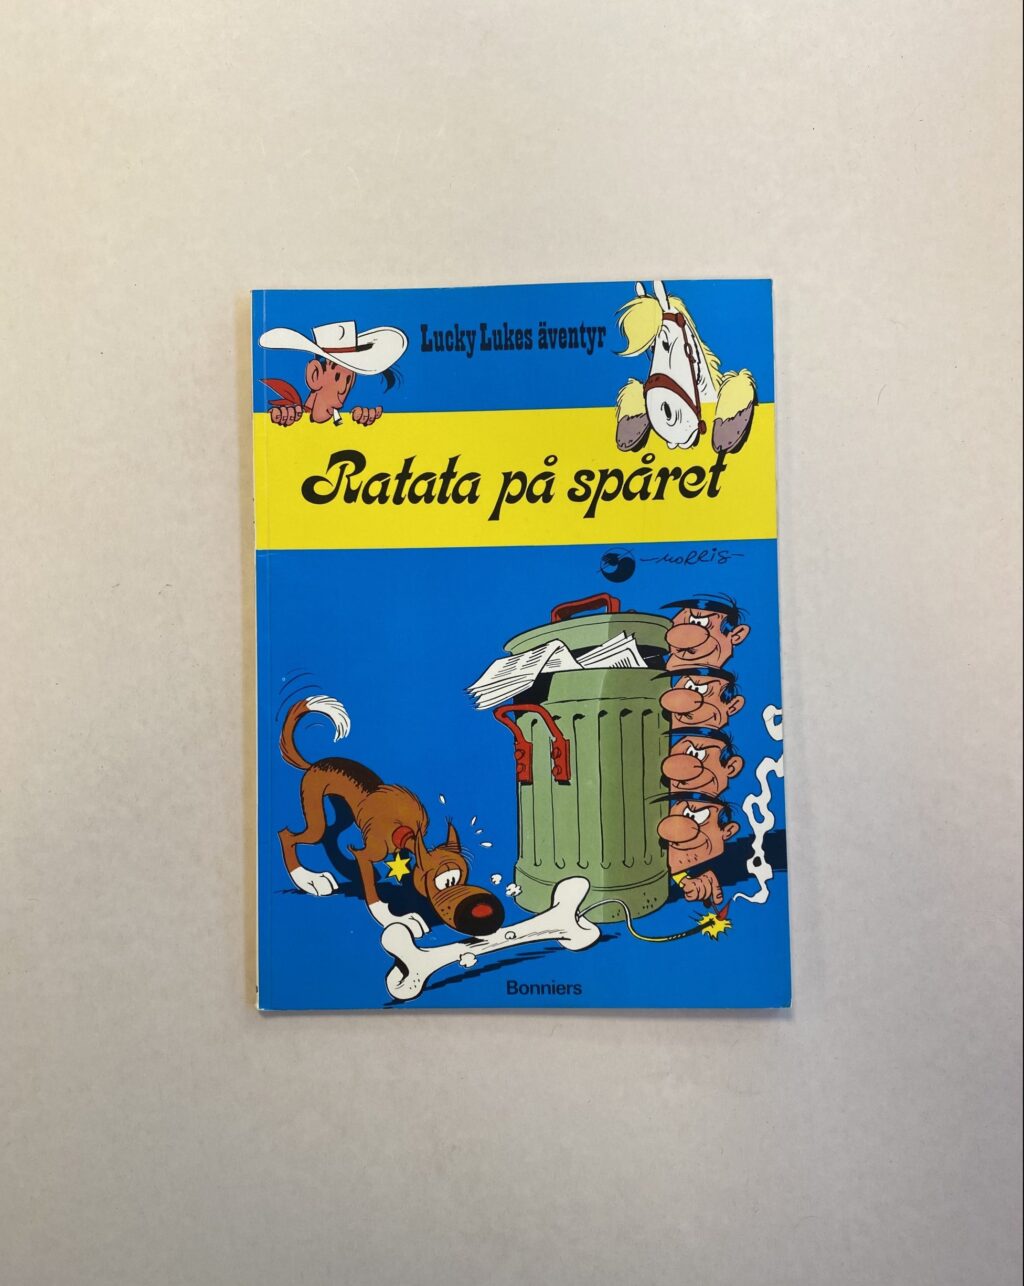 Lucky Lukes äventyr
Ratata på spåret
MORRIS
Bonniers